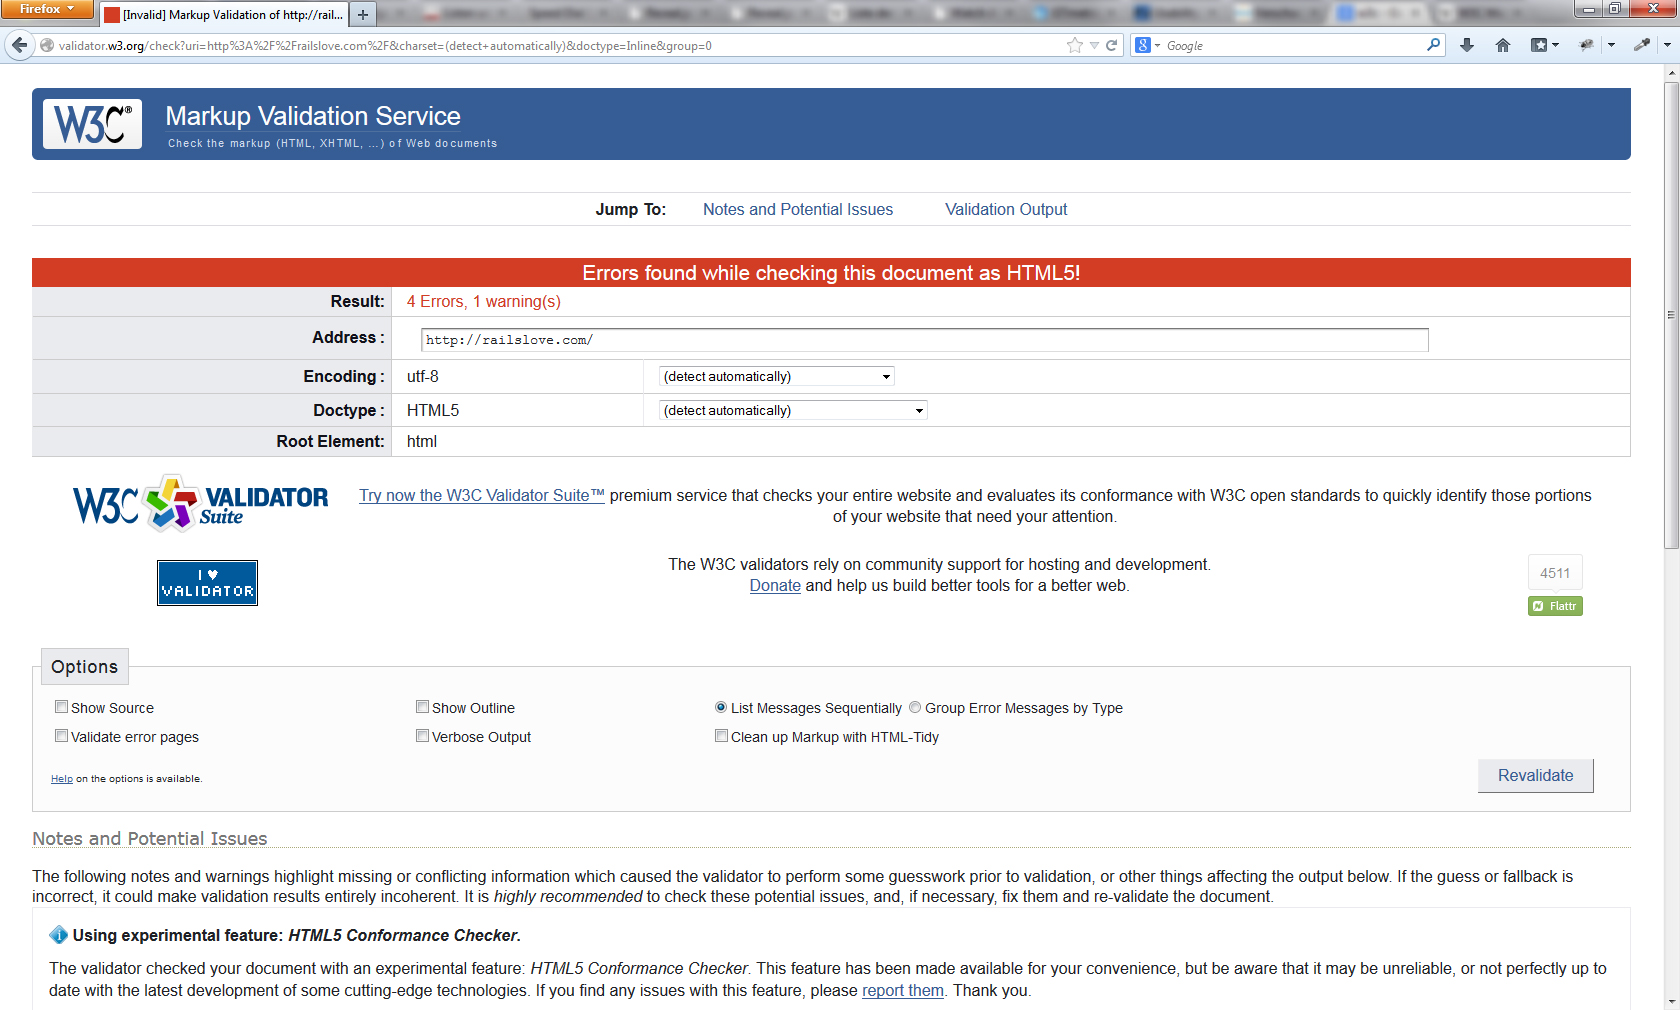 Firefox
[Invalid] Markup Validation of http://rail...
validator.w3.org/check?uri=http%3A%2F%2Frailslove.com%2F&charset=(detect+automatically)&doctype=Inline&group=0
Google
W3C®
Markup Validation Service
Check the markup (HTML, XHTML, …) of Web documents
Jump To: Notes and Potential Issues Validation Output
Errors found while checking this document as HTML5!
Result: 4 Errors, 1 warning(s)
Address : http://railslove.com/
Encoding : utf-8 (detect automatically)
Doctype : HTML5 (detect automatically)
Root Element: html
W3C VALIDATOR Suite
Try now the W3C Validator Suite™ premium service that checks your entire website and evaluates its conformance with W3C open standards to quickly identify those portions
of your website that need your attention.
I ♥
VALIDATOR
The W3C validators rely on community support for hosting and development.
Donate and help us build better tools for a better web.
4511
Flattr
Options
Show Source Show Outline List Messages Sequentially Group Error Messages by Type
Validate error pages Verbose Output Clean up Markup with HTML-Tidy
Help on the options is available.
Revalidate
Notes and Potential Issues
The following notes and warnings highlight missing or conflicting information which caused the validator to perform some guesswork prior to validation, or other things affecting the output below. If the guess or fallback is
incorrect, it could make validation results entirely incoherent. It is highly recommended to check these potential issues, and, if necessary, fix them and re-validate the document.
Using experimental feature: HTML5 Conformance Checker.
The validator checked your document with an experimental feature: HTML5 Conformance Checker. This feature has been made available for your convenience, but be aware that it may be unreliable, or not perfectly up to
date with the latest development of some cutting-edge technologies. If you find any issues with this feature, please report them. Thank you.